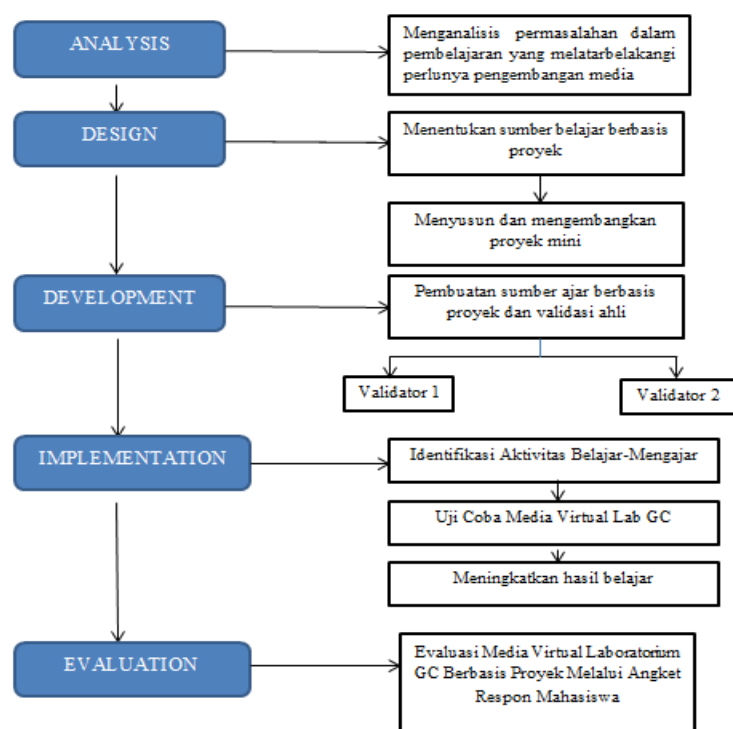 ANALYSIS
Menganalisis permasalahan dalam
pembelajaran yang melatarbelakangi
perlunya pengembangan media
DESIGN
Menentukan sumber belajar berbasis
proyek
Menyusun dan mengembangkan
proyek mini
DEVELOPMENT
Pembuatan sumber ajar berbasis
proyek dan validasi ahli
Validator 1
Validator 2
IMPLEMENTATION
Identifikasi Aktivitas Belajar-Mengajar
Uji Coba Media Virtual Lab GC
Meningkatkan hasil belajar
EVALUATION
Evaluasi Media Virtual Laboratorium
GC Berbasis Proyek Melalui Angket
Respon Mahasiswa